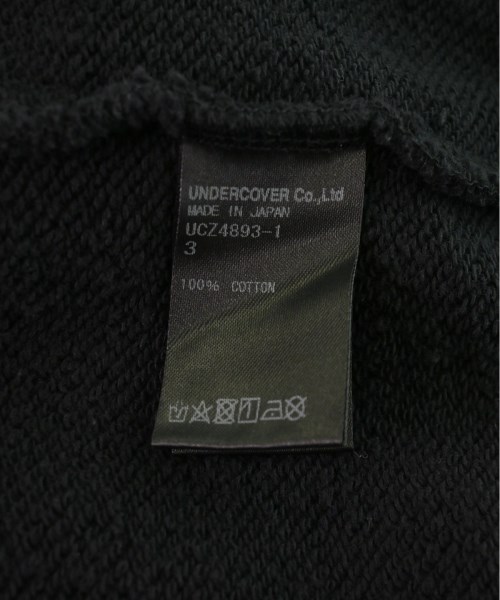 UNDERCOVER Co.,Ltd
MADE IN JAPAN
UCZ4893-1
3
100% COTTON